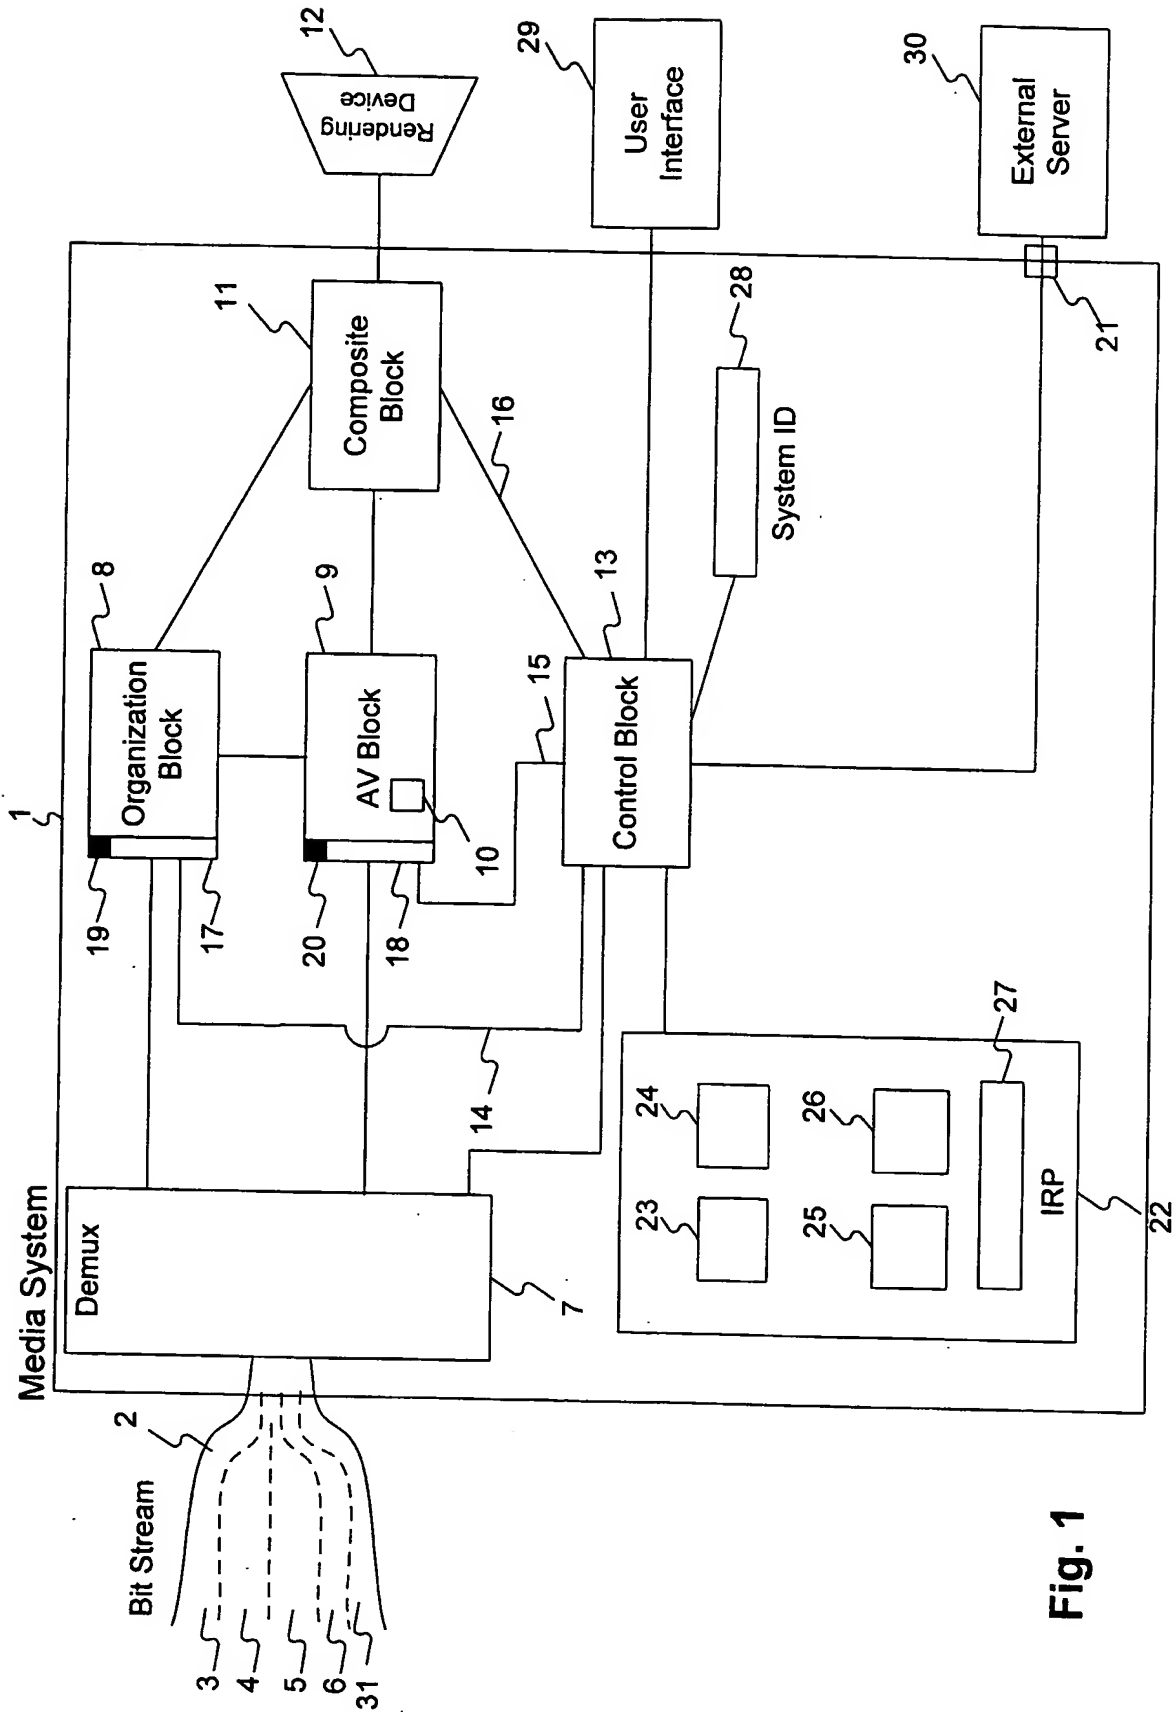 Media System
1
Bit Stream
2
3
4
5
6
31
Demux
7
19
17
Organization
Block
8
20
18
AV Block
9
10
14
15
Control Block
13
16
Composite
Block
11
Rendering
Device
12
User
Interface
29
External
Server
30
21
System ID
28
23
24
25
26
27
IRP
22
Fig. 1